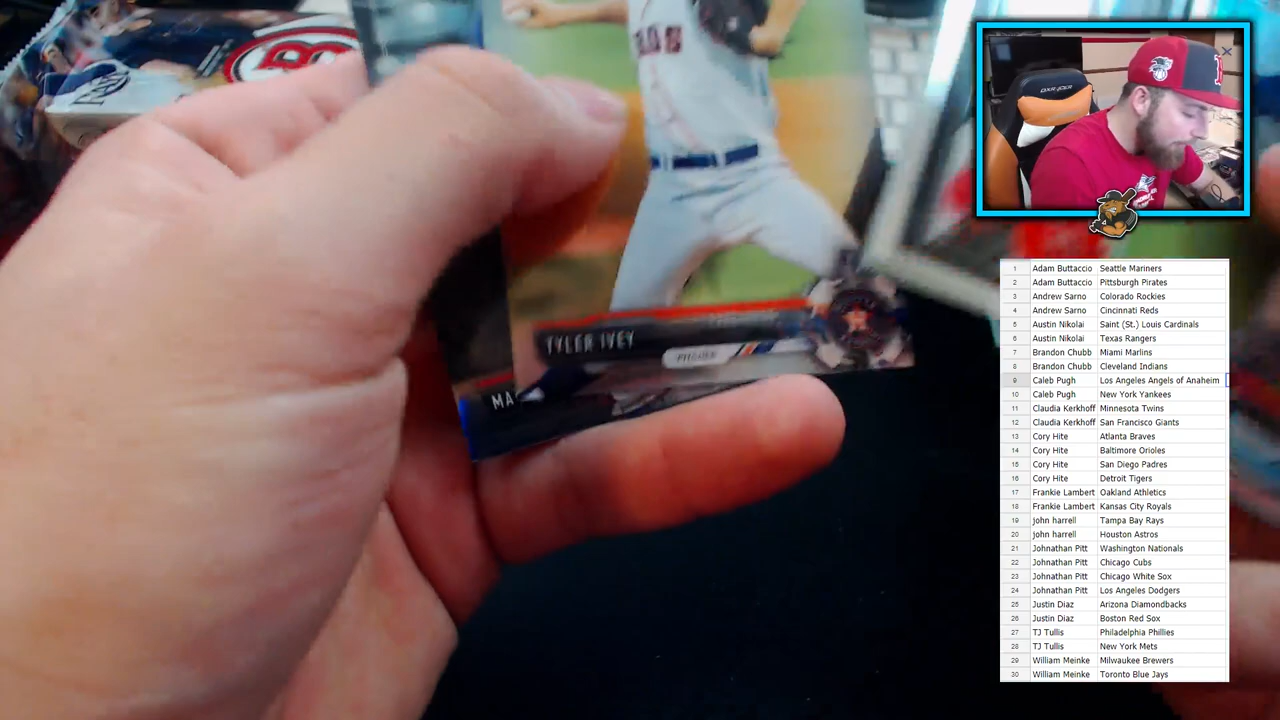 TYLER IVEY
PITCHER
MA
DXRACER
1 Adam Buttaccio Seattle Mariners
2 Adam Buttaccio Pittsburgh Pirates
3 Andrew Sarno Colorado Rockies
4 Andrew Sarno Cincinnati Reds
5 Austin Nikolai Saint (St.) Louis Cardinals
6 Austin Nikolai Texas Rangers
7 Brandon Chubb Miami Marlins
8 Brandon Chubb Cleveland Indians
9 Caleb Pugh Los Angeles Angels of Anaheim
10 Caleb Pugh New York Yankees
11 Claudia Kerkhoff Minnesota Twins
12 Claudia Kerkhoff San Francisco Giants
13 Cory Hite Atlanta Braves
14 Cory Hite Baltimore Orioles
15 Cory Hite San Diego Padres
16 Cory Hite Detroit Tigers
17 Frankie Lambert Oakland Athletics
18 Frankie Lambert Kansas City Royals
19 john harrell Tampa Bay Rays
20 john harrell Houston Astros
21 Johnathan Pitt Washington Nationals
22 Johnathan Pitt Chicago Cubs
23 Johnathan Pitt Chicago White Sox
24 Johnathan Pitt Los Angeles Dodgers
25 Justin Diaz Arizona Diamondbacks
26 Justin Diaz Boston Red Sox
27 TJ Tullis Philadelphia Phillies
28 TJ Tullis New York Mets
29 William Meinke Milwaukee Brewers
30 William Meinke Toronto Blue Jays